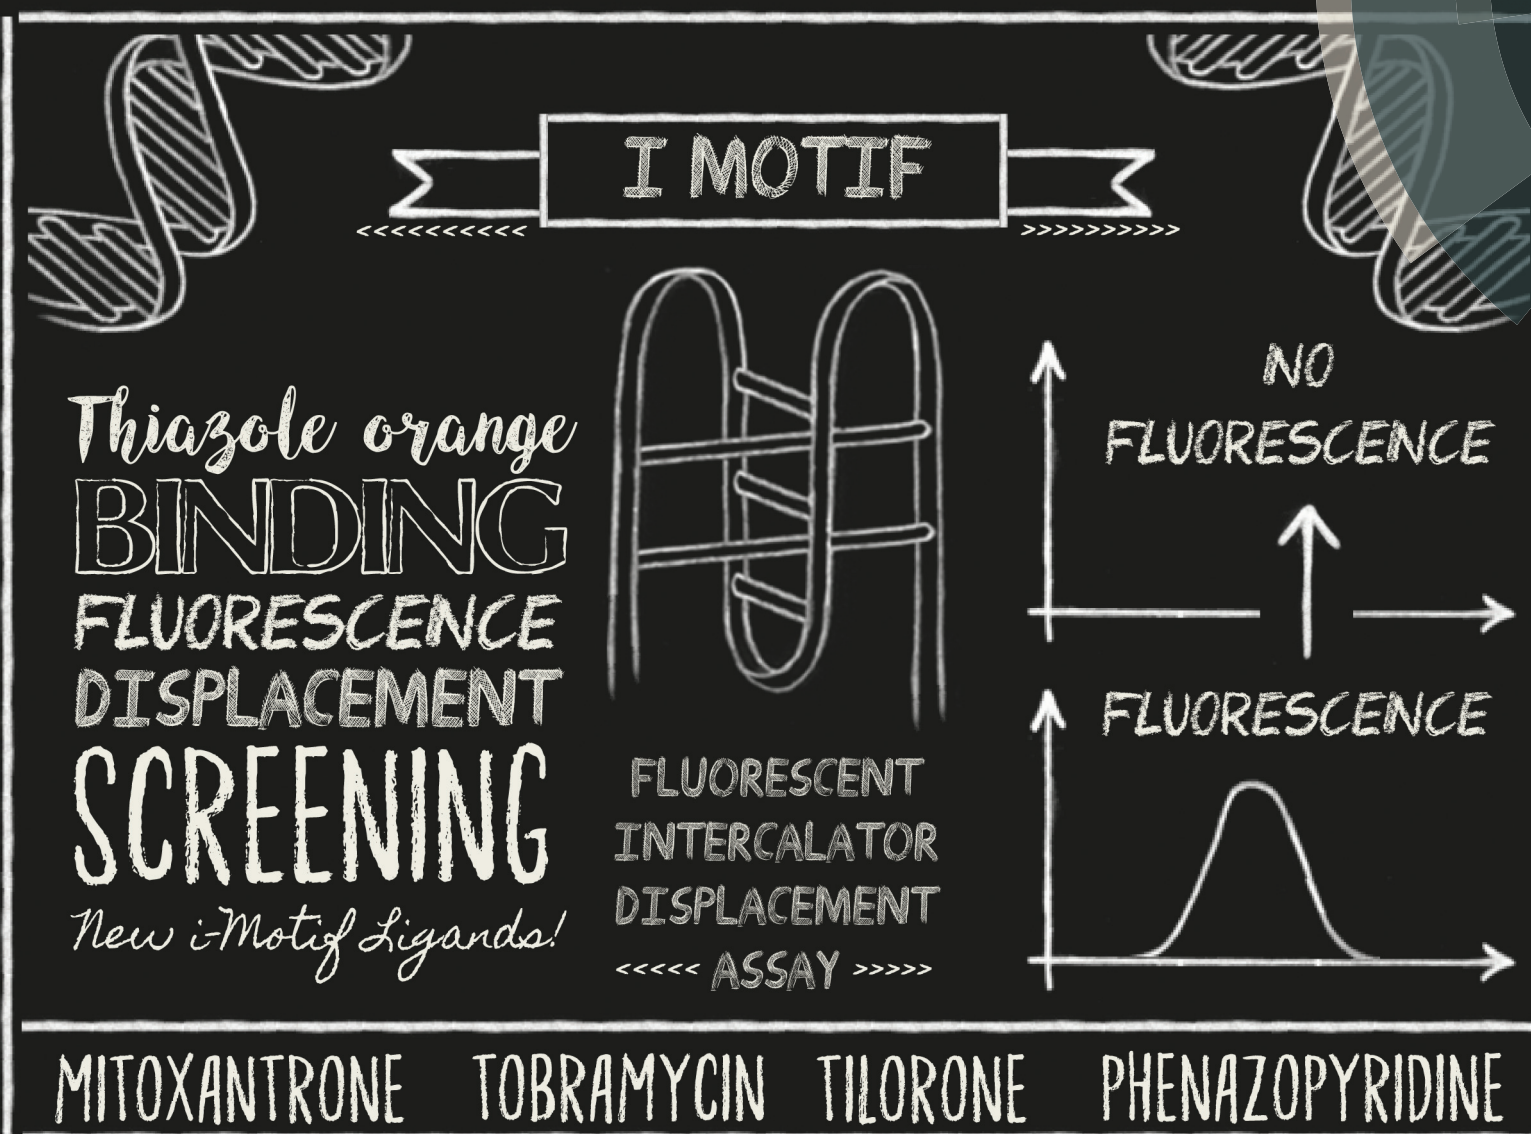 I MOTIF
<<<<<<<<<< >>>>>>>>>>
Thiazole orange
BINDING
FLUORESCENCE
DISPLACEMENT
SCREENING
New i-Motif Ligands!
FLUORESCENT
INTERCALATOR
DISPLACEMENT
<<<<< ASSAY >>>>>
NO
FLUORESCENCE
FLUORESCENCE
MITOXANTRONE TOBRAMYCIN TILORONE PHENAZOPYRIDINE